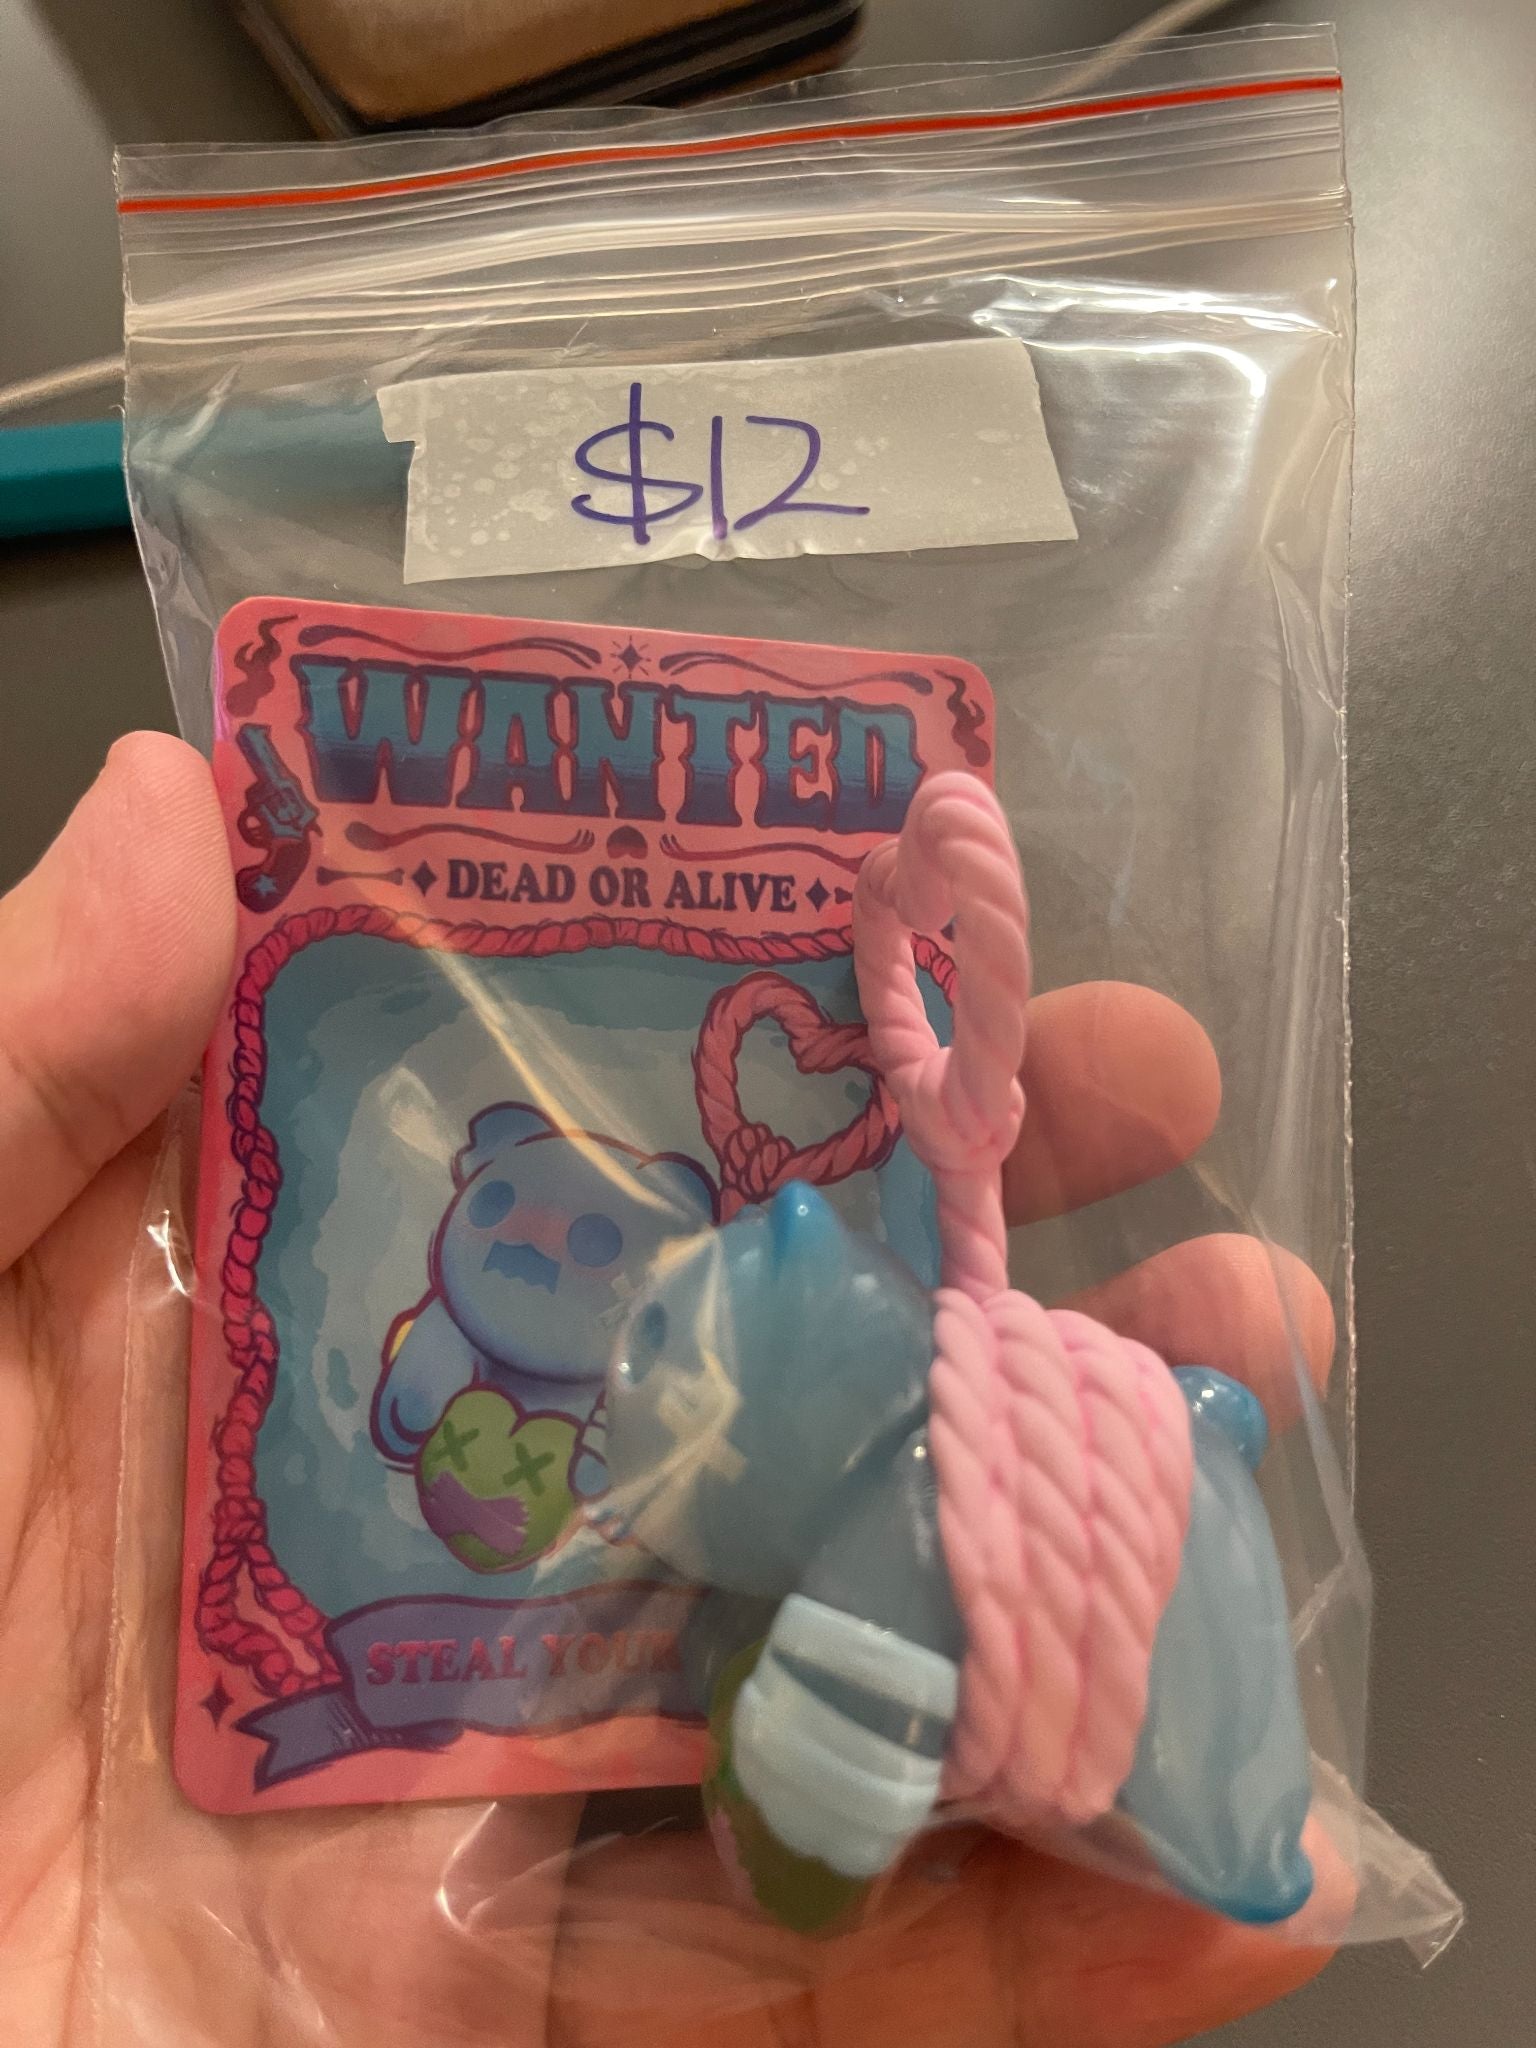 $12
WANTED
DEAD OR ALIVE
STEAL YOUR